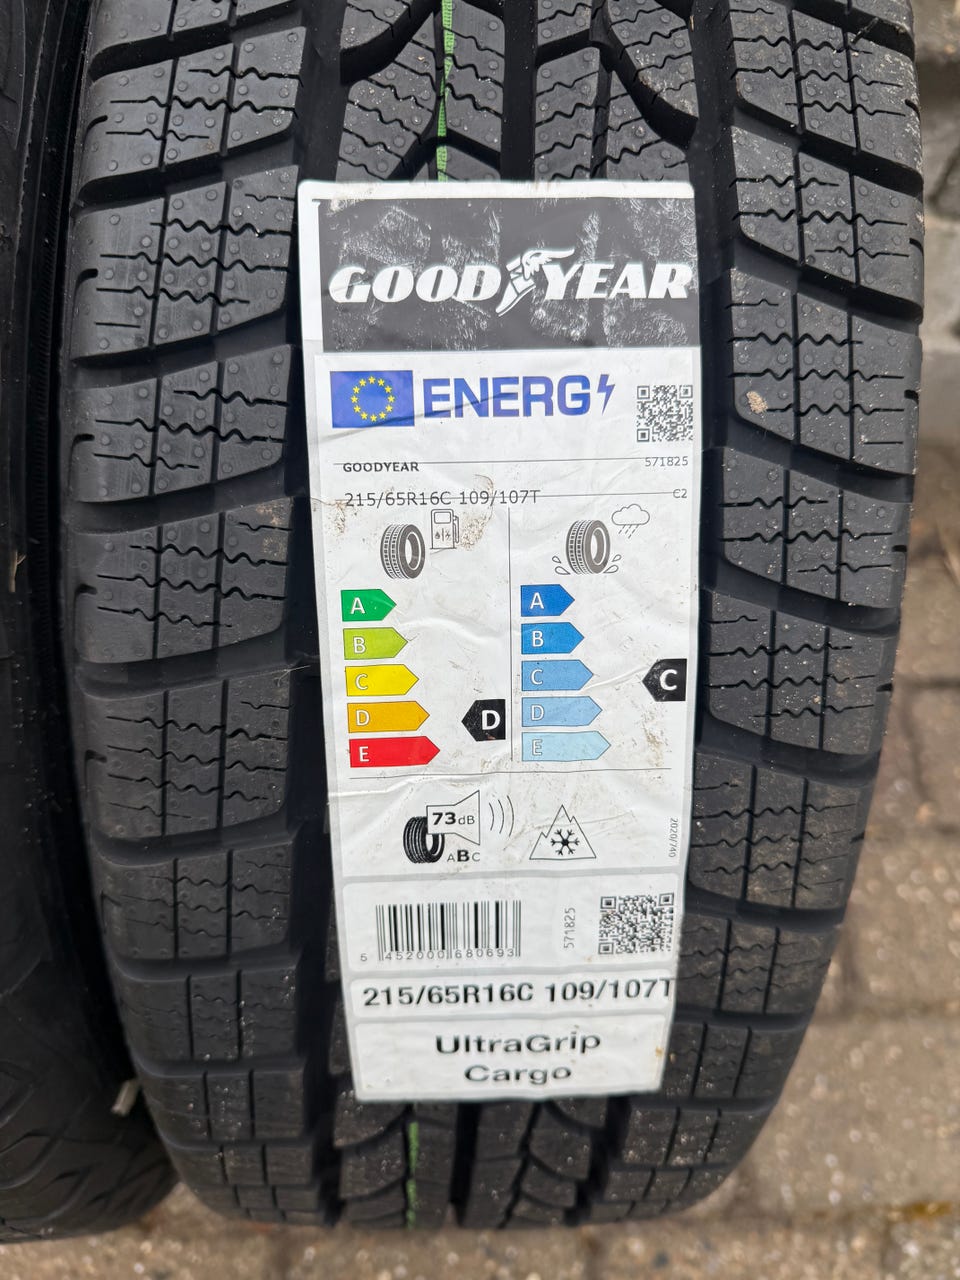 GOODYEAR
ENERG
GOODYEAR 571825
215/65R16C 109/107T C2
A A
B B
C C C
D D D
E E
73dB
ABC
2020/740
5 452000 680693
571825
215/65R16C 109/107T
UltraGrip
Cargo